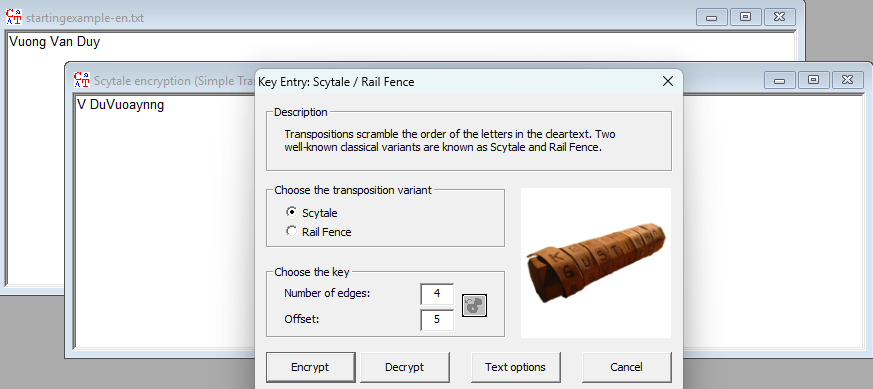 startingexample-en.txt
Vuong Van Duy
Scytale encryption (Simple Tra
V DuVuoaynng
Key Entry: Scytale / Rail Fence
Description
Transpositions scramble the order of the letters in the cleartext. Two
well-known classical variants are known as Scytale and Rail Fence.
Choose the transposition variant
Scytale
Rail Fence
Choose the key
Number of edges: 4
Offset: 5
Encrypt Decrypt Text options Cancel